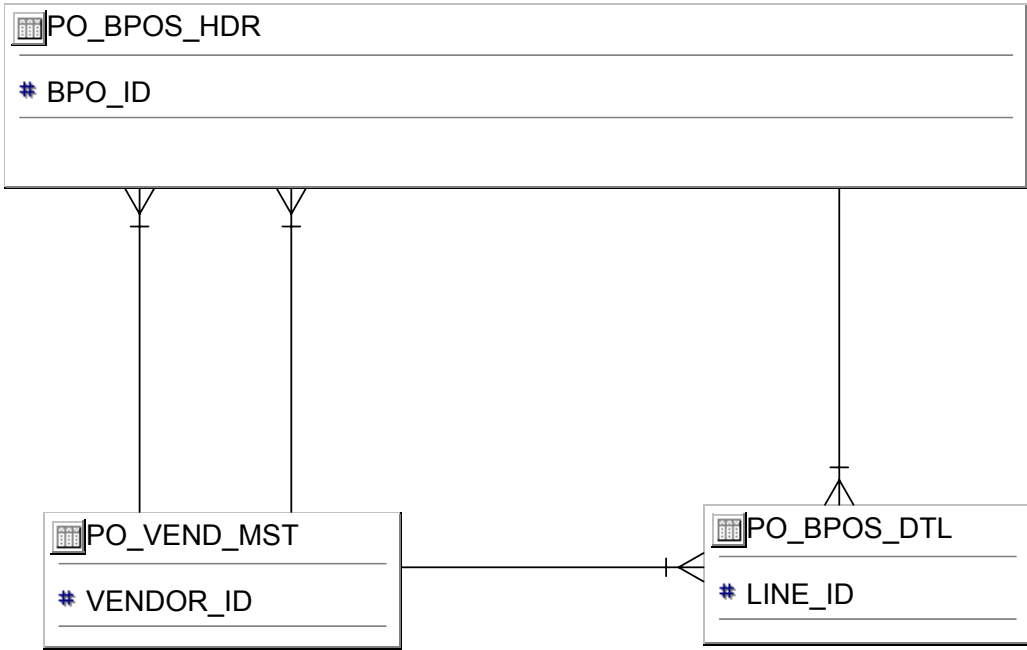 PO_BPOS_HDR
# BPO_ID
PO_VEND_MST
# VENDOR_ID
PO_BPOS_DTL
# LINE_ID